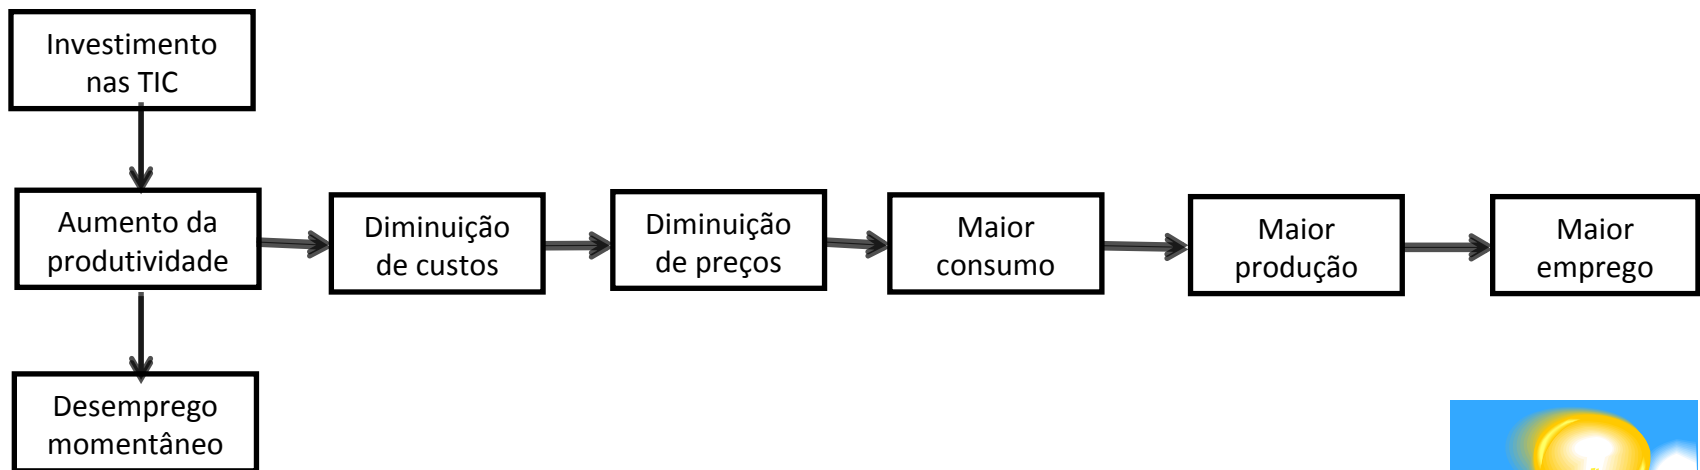 Investimento
nas TIC
Aumento da
produtividade
Diminuição
de custos
Diminuição
de preços
Maior
consumo
Maior
produção
Maior
emprego
Desemprego
momentâneo